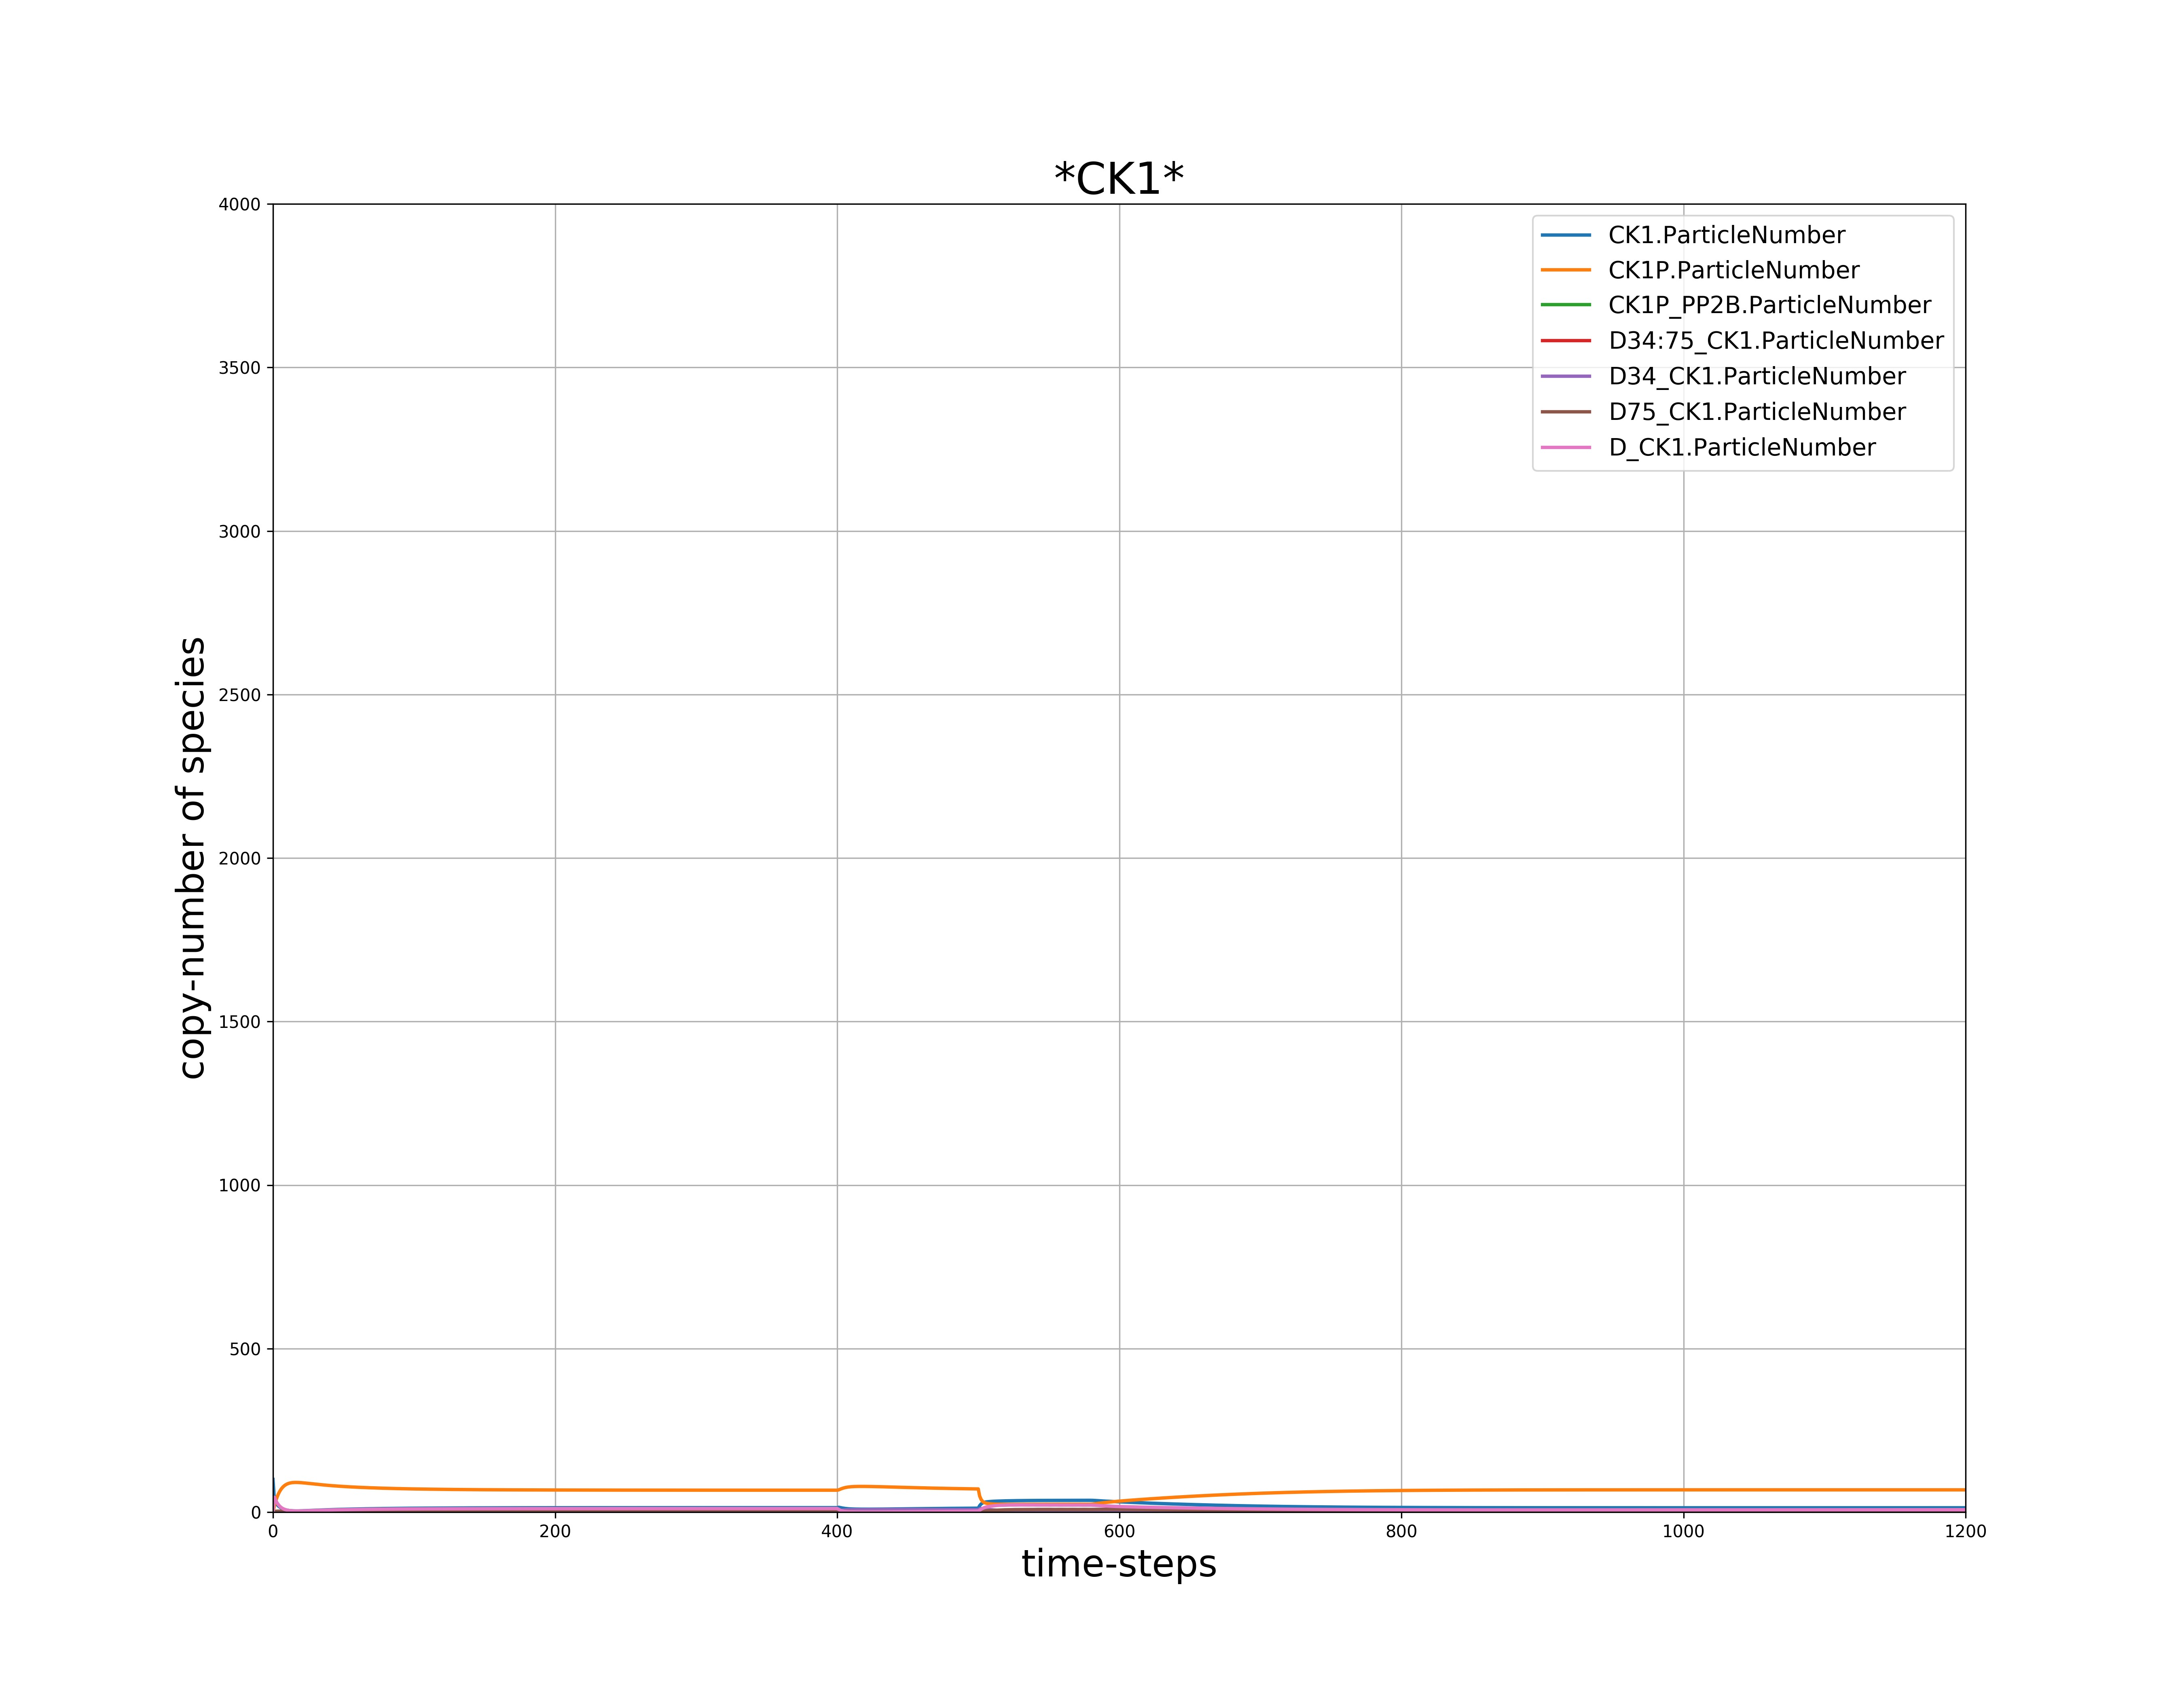 *CK1*
4000
3500
3000
2500
2000
1500
1000
500
0
copy-number of species
CK1.ParticleNumber
CK1P.ParticleNumber
CK1P_PP2B.ParticleNumber
D34:75_CK1.ParticleNumber
D34_CK1.ParticleNumber
D75_CK1.ParticleNumber
D_CK1.ParticleNumber
0 200 400 600 800 1000 1200
time-steps